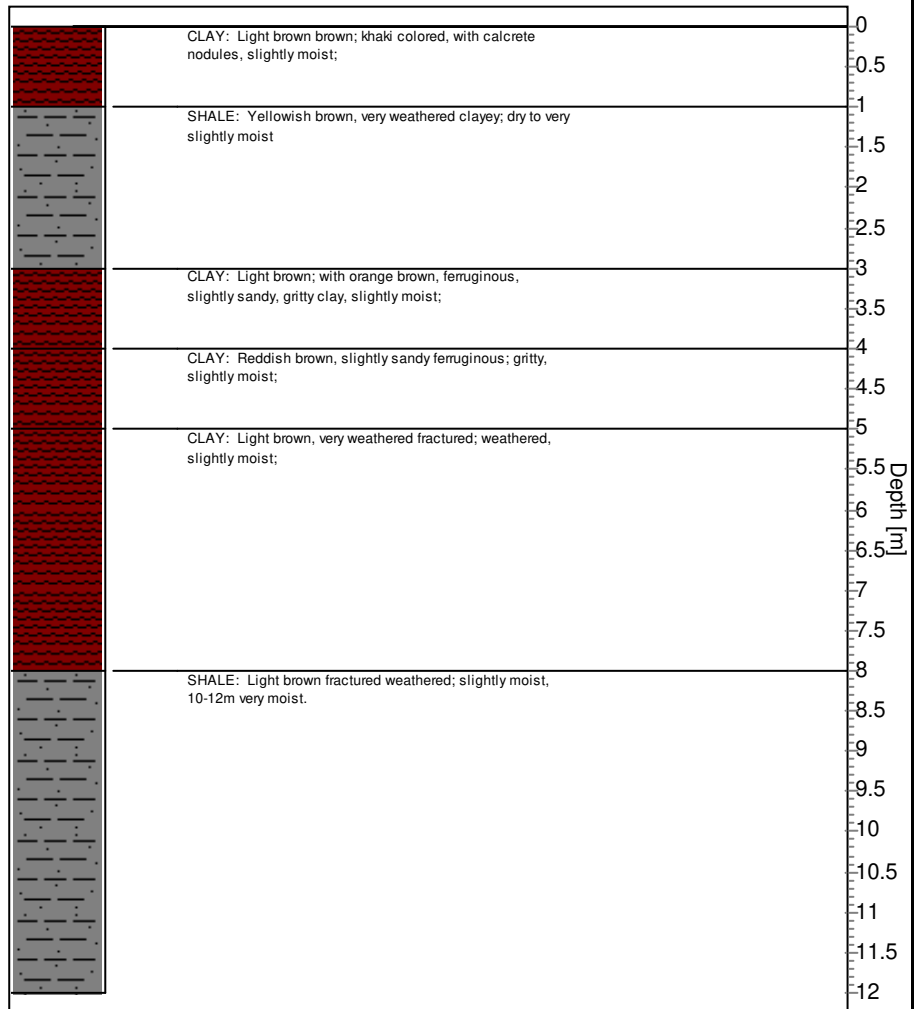 CLAY: Light brown brown; khaki colored, with calcrete
nodules, slightly moist;
SHALE: Yellowish brown, very weathered clayey; dry to very
slightly moist
CLAY: Light brown; with orange brown, ferruginous,
slightly sandy, gritty clay, slightly moist;
CLAY: Reddish brown, slightly sandy ferruginous; gritty,
slightly moist;
CLAY: Light brown, very weathered fractured; weathered,
slightly moist;
SHALE: Light brown fractured weathered; slightly moist,
10-12m very moist.
0
0.5
1
1.5
2
2.5
3
3.5
4
4.5
5
5.5
6
6.5
7
7.5
8
8.5
9
9.5
10
10.5
11
11.5
12
Depth [m]